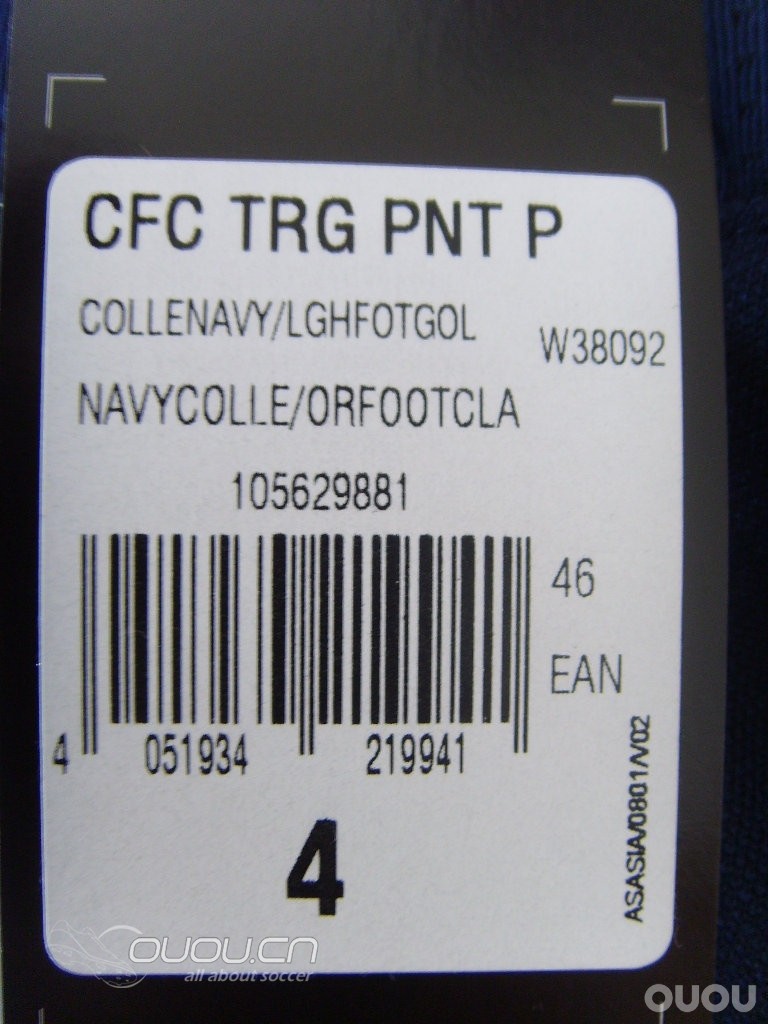 CFC TRG PNT P
COLLENAVY/LGHFOTGOL
W38092
NAVYCOLLE/ORFOOTCLA
105629881
46
EAN
4 051934 219941
ASASIA/0801/V02
4
OUOU.CN
all about soccer
OUOU